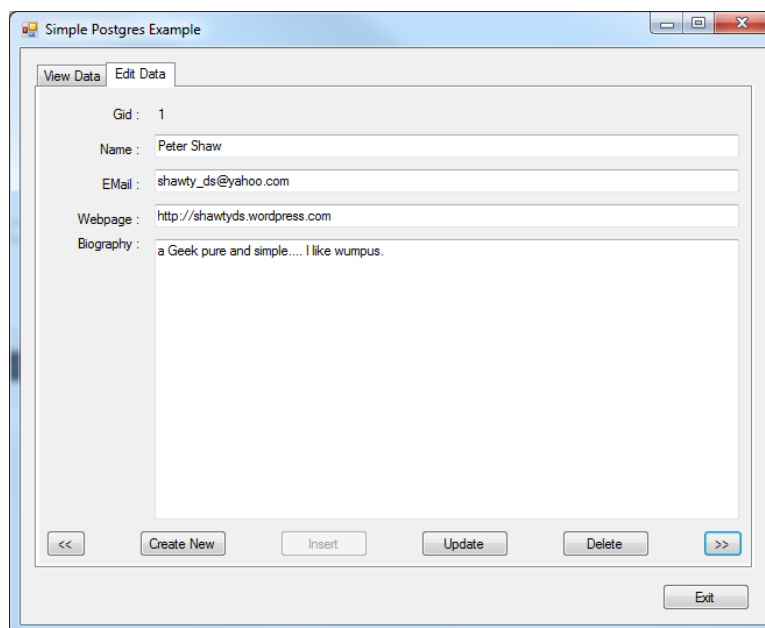 Simple Postgres Example
View Data Edit Data
Gid : 1
Name : Peter Shaw
EMail : shawty_ds@yahoo.com
Webpage : http://shawtyds.wordpress.com
Biography : a Geek pure and simple.... I like wumpus.
<< Create New Insert Update Delete >>
Exit